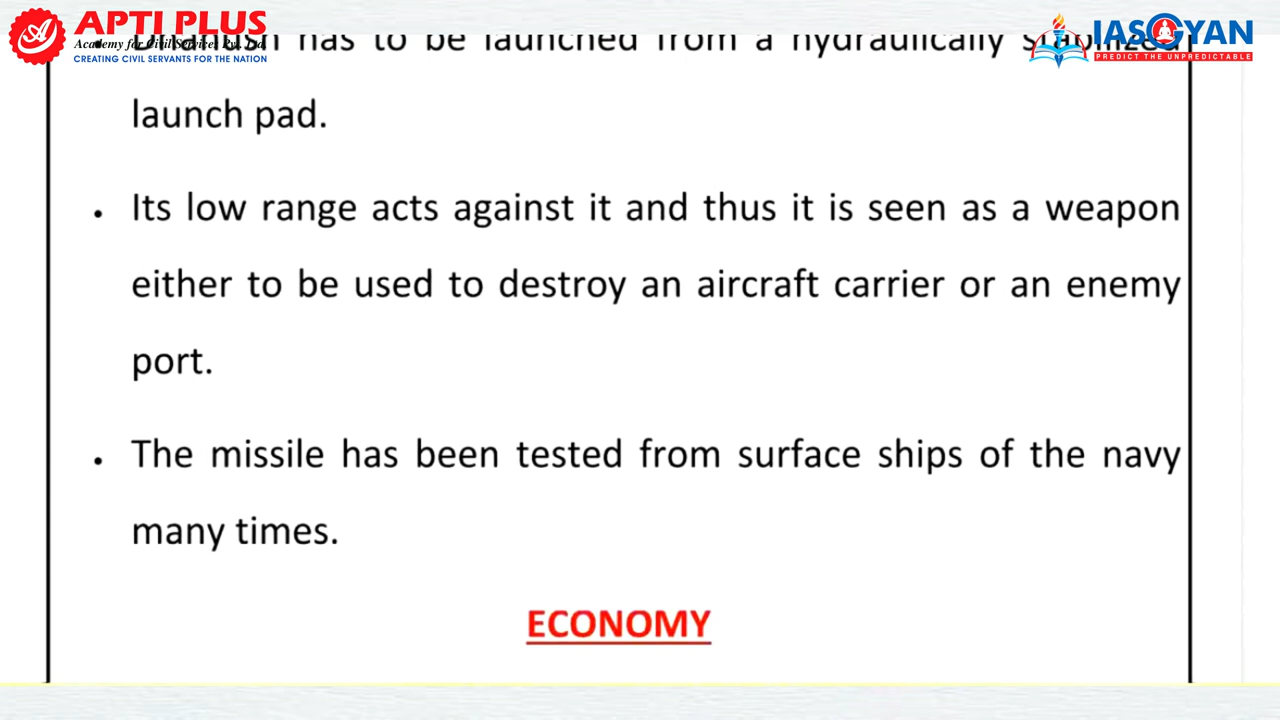 APTI PLUS
Academy for Civil Services Pvt. Ltd.
CREATING CIVIL SERVANTS FOR THE NATION
IASGYAN
PREDICT THE UNPREDICTABLE
has to be launched from a hydraulically stabilized
launch pad.
• Its low range acts against it and thus it is seen as a weapon
either to be used to destroy an aircraft carrier or an enemy
port.
• The missile has been tested from surface ships of the navy
many times.
ECONOMY